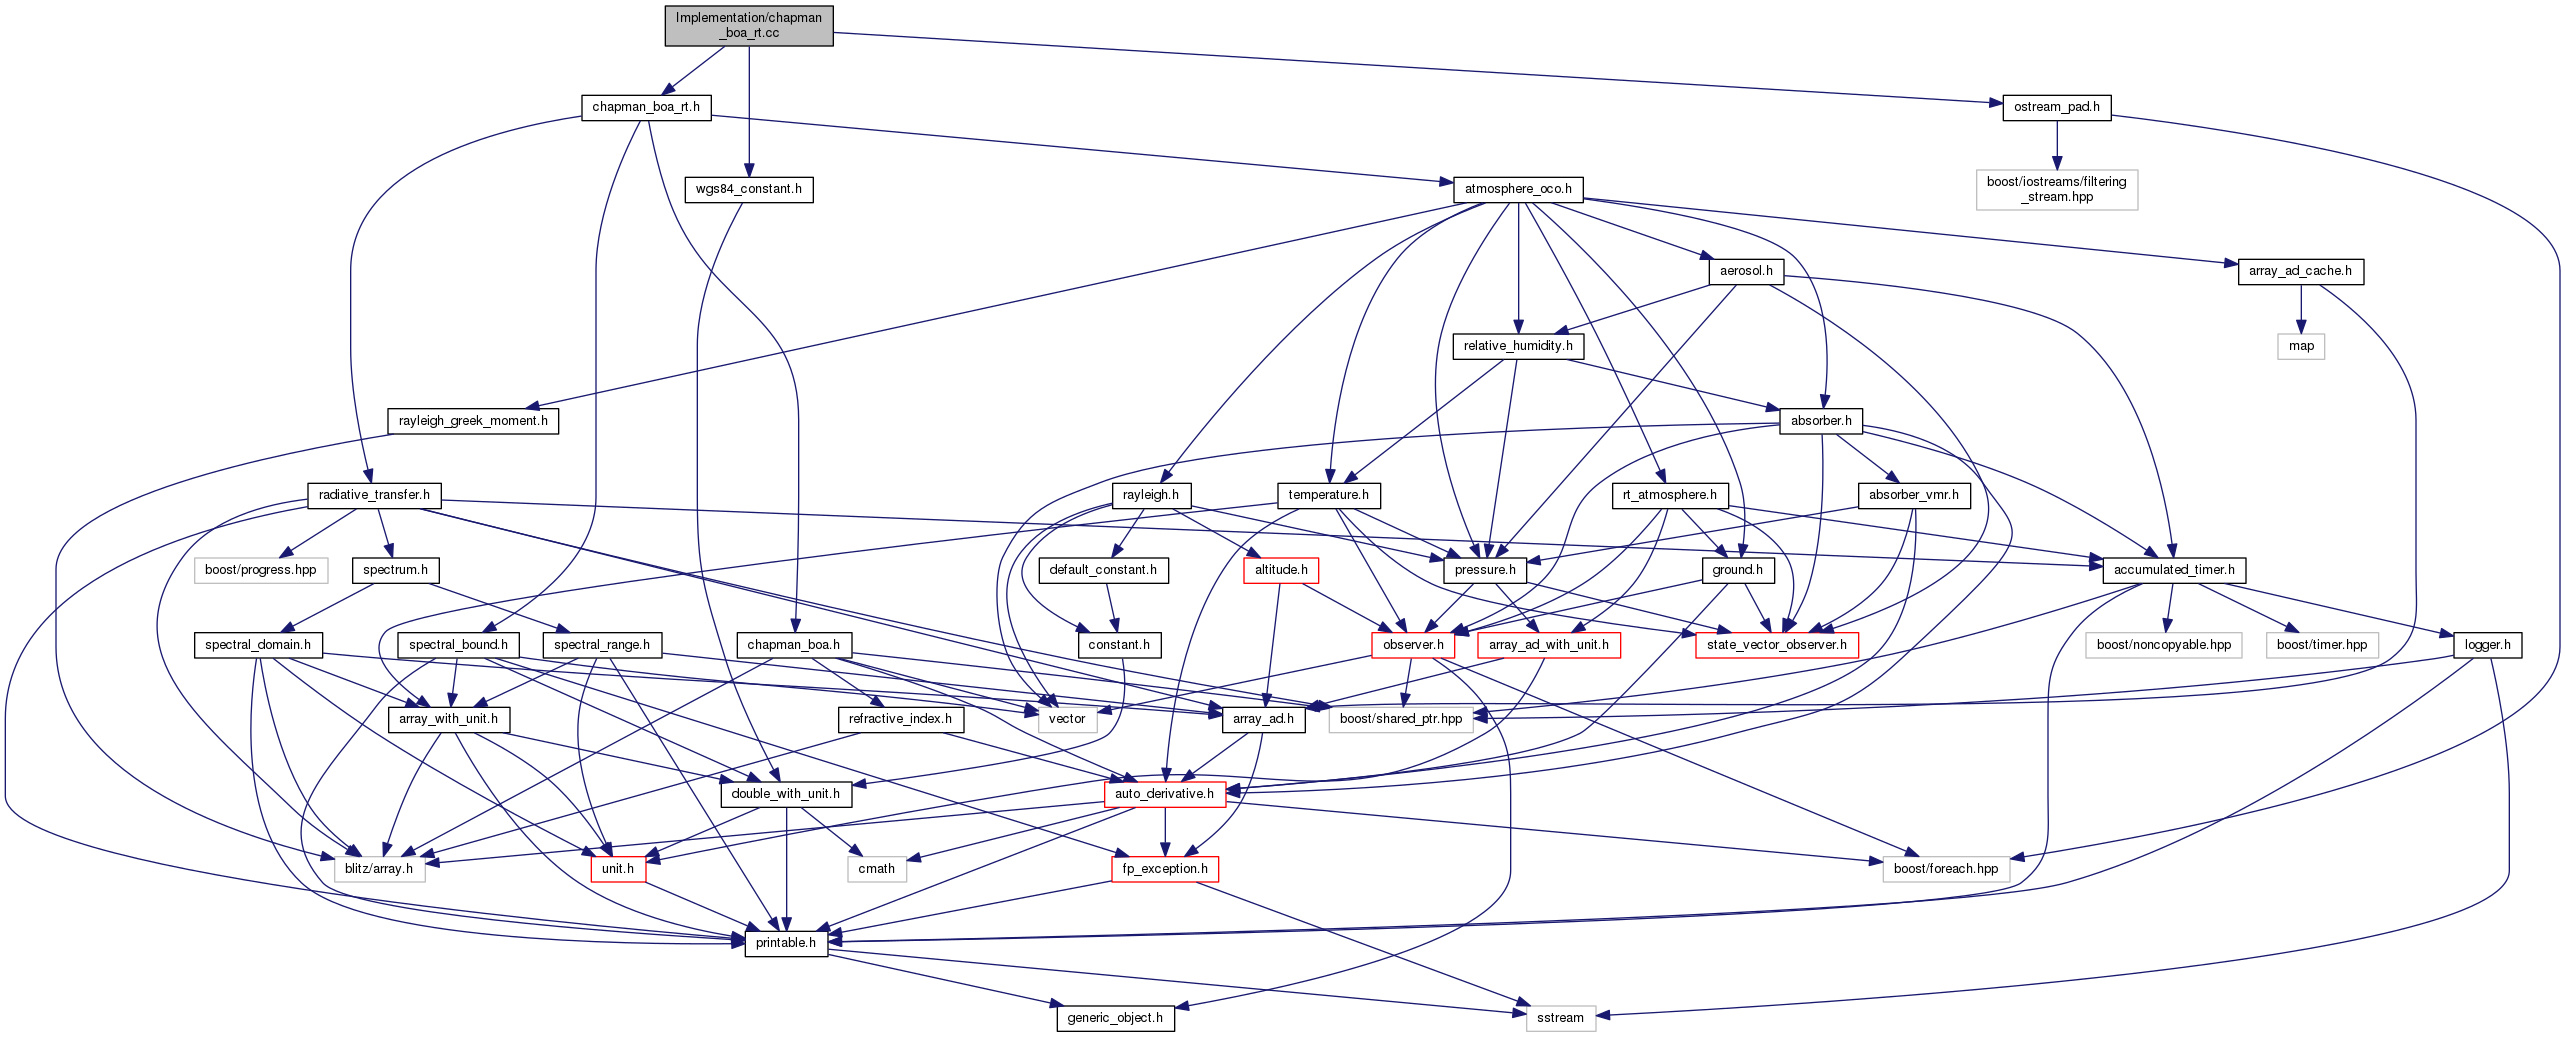 Implementation/chapman
_boa_rt.cc
chapman_boa_rt.h
ostream_pad.h
wgs84_constant.h
atmosphere_oco.h
boost/iostreams/filtering
_stream.hpp
aerosol.h
array_ad_cache.h
relative_humidity.h
map
rayleigh_greek_moment.h
absorber.h
radiative_transfer.h
rayleigh.h
temperature.h
rt_atmosphere.h
absorber_vmr.h
boost/progress.hpp
spectrum.h
default_constant.h
altitude.h
pressure.h
ground.h
accumulated_timer.h
spectral_domain.h
spectral_bound.h
spectral_range.h
chapman_boa.h
constant.h
observer.h
array_ad_with_unit.h
state_vector_observer.h
boost/noncopyable.hpp
boost/timer.hpp
logger.h
array_with_unit.h
refractive_index.h
vector
array_ad.h
boost/shared_ptr.hpp
double_with_unit.h
auto_derivative.h
blitz/array.h
unit.h
cmath
fp_exception.h
boost/foreach.hpp
printable.h
generic_object.h
sstream